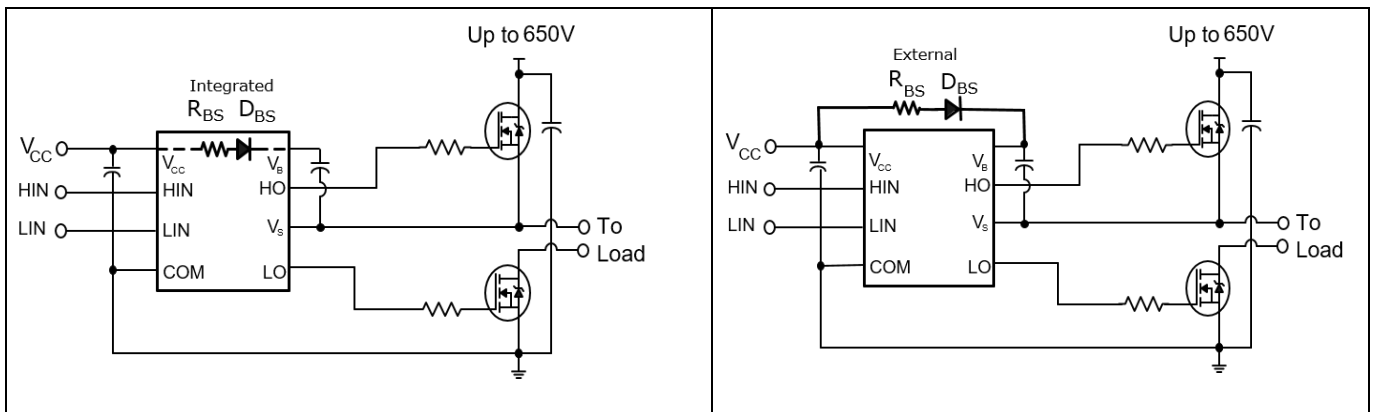 Up to 650V
Integrated
RBS DBS
VCC
VCC
VB
HIN
HIN
HO
LIN
LIN
VS
To
Load
COM
LO
Up to 650V
External
RBS DBS
VCC
VCC
VB
HIN
HIN
HO
LIN
LIN
VS
To
Load
COM
LO